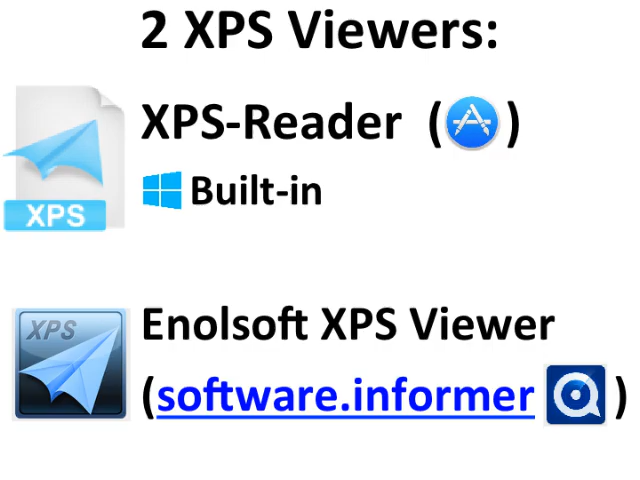 2 XPS Viewers:
XPS-Reader ( )
XPS
Built-in
XPS
Enolsoft XPS Viewer
(software.informer )